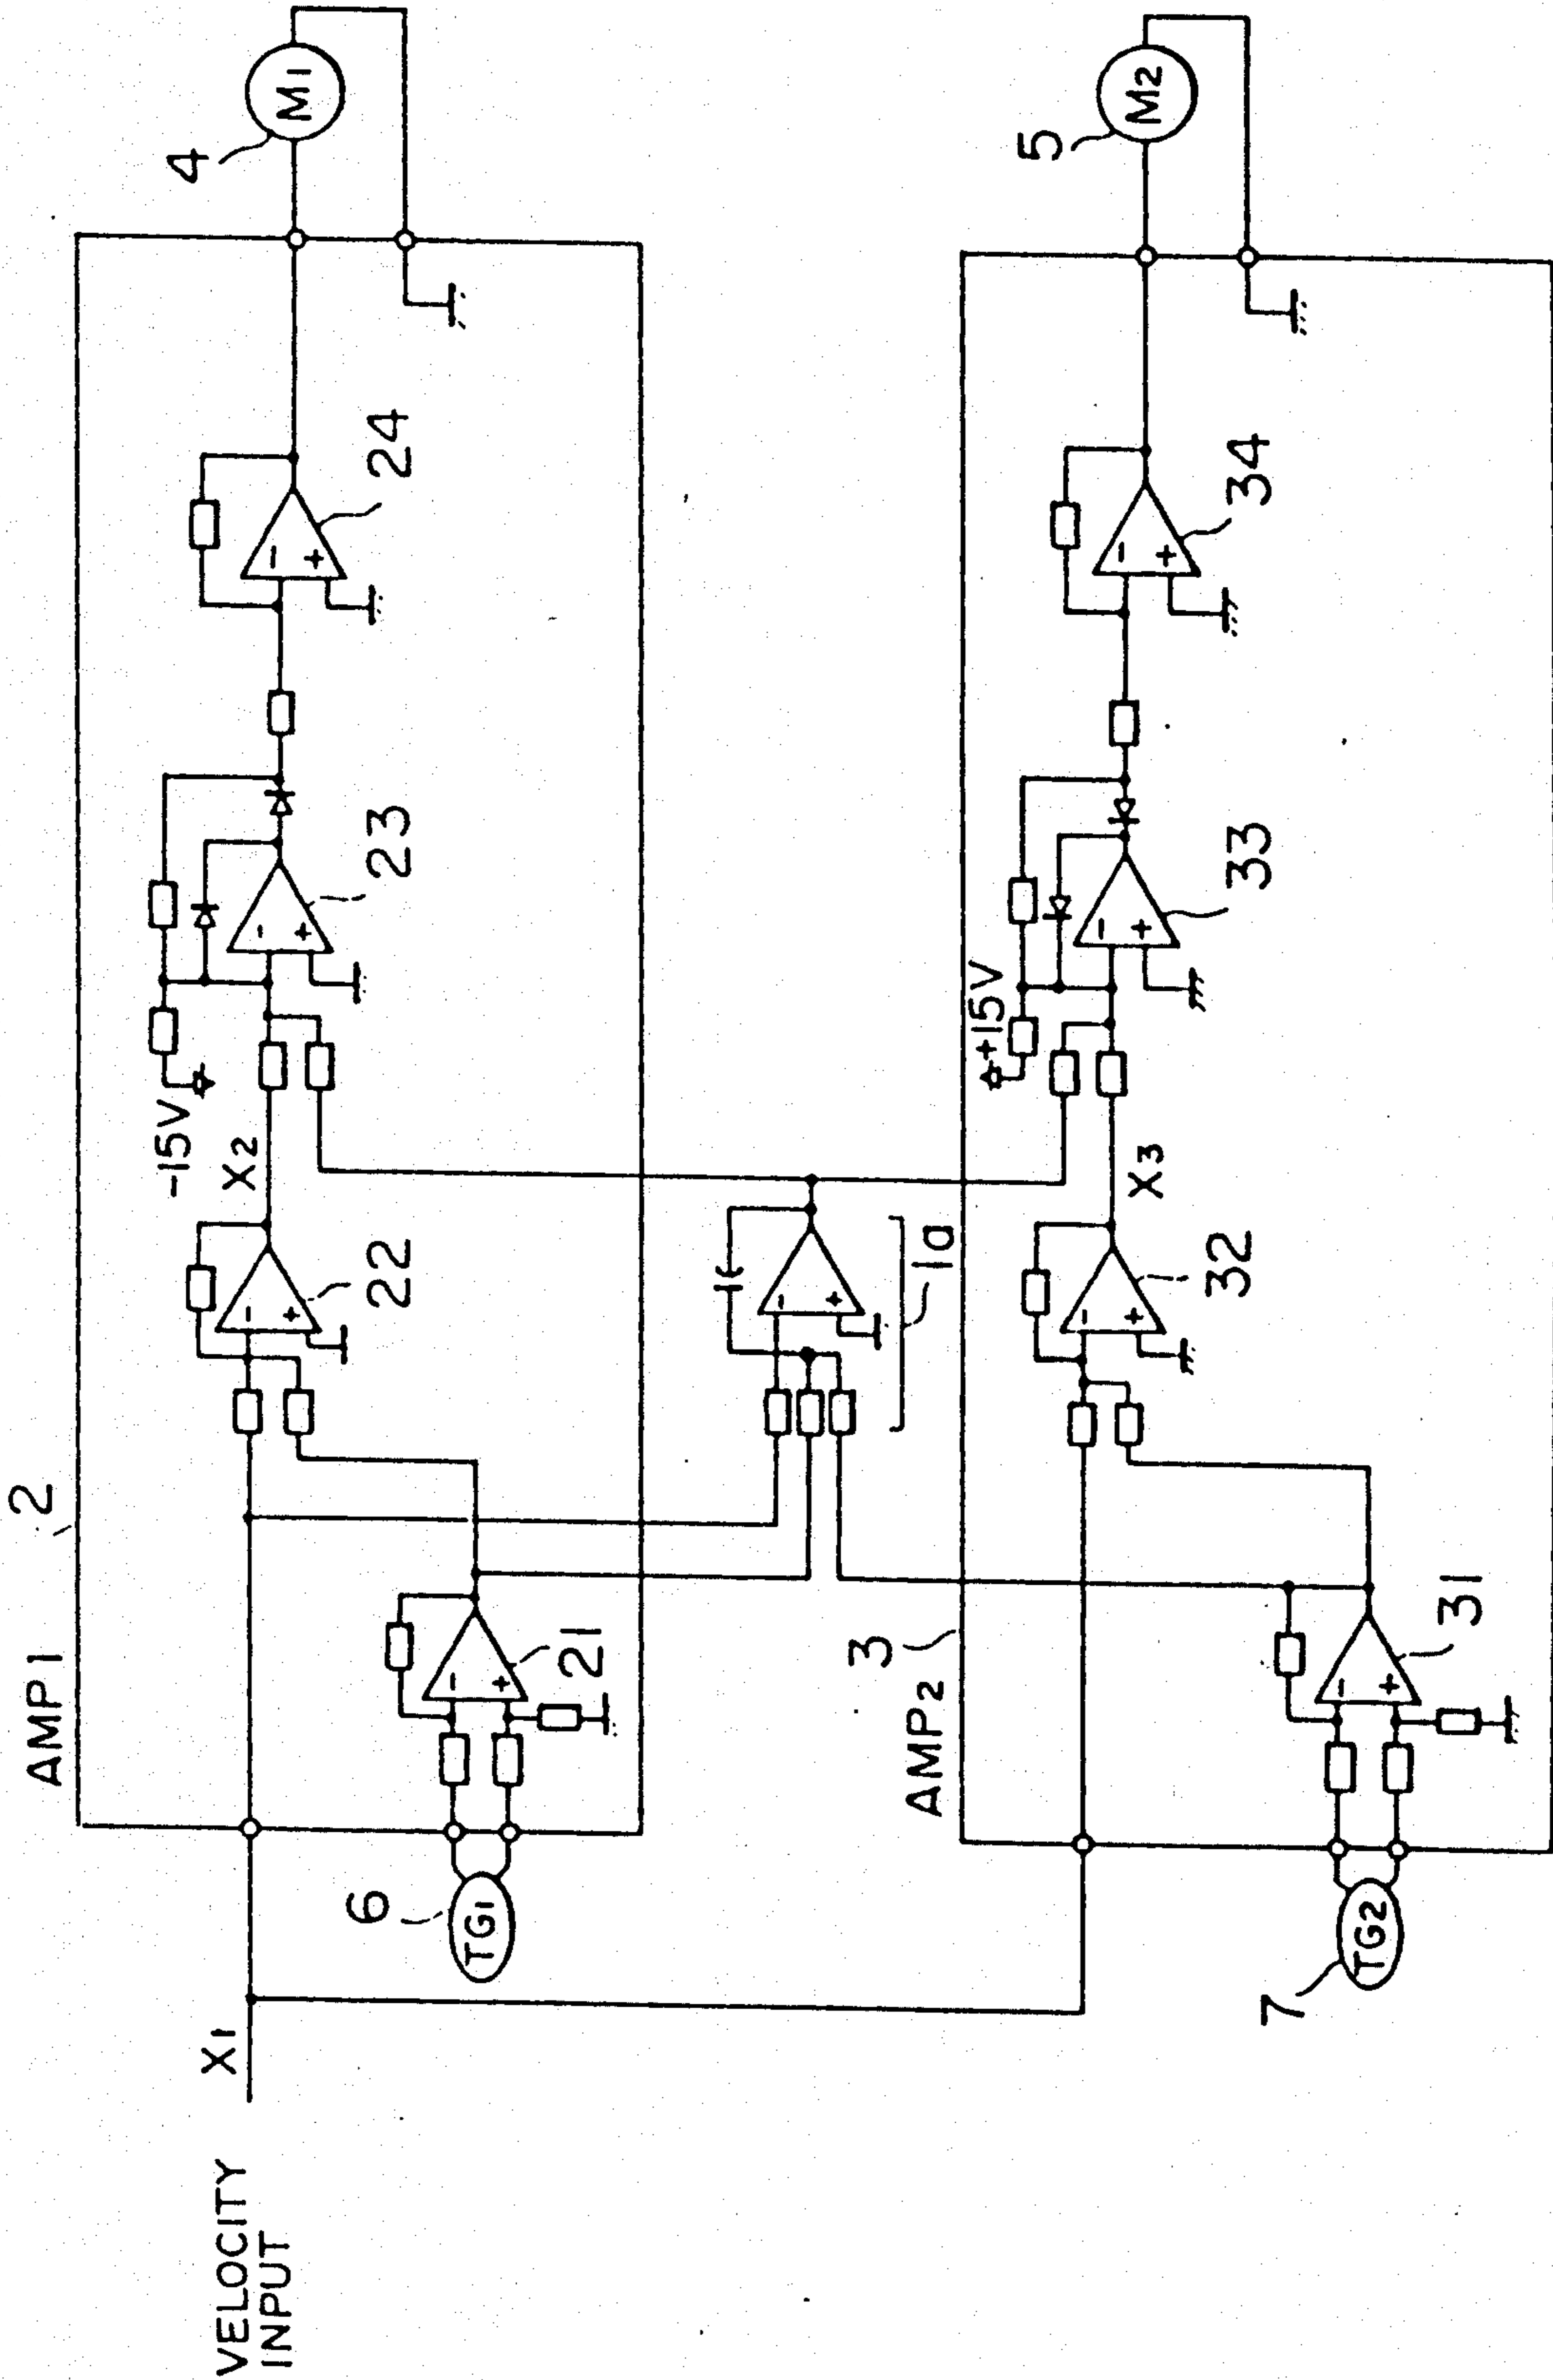 VELOCITY
INPUT
X1
AMP1
2
6
TG1
21
-
+
22
-
+
X2
-15V
23
-
+
24
-
+
4
M1
1a
-
+
AMP2
3
7
TG2
31
-
+
32
-
+
X3
+15V
33
-
+
34
-
+
5
M2